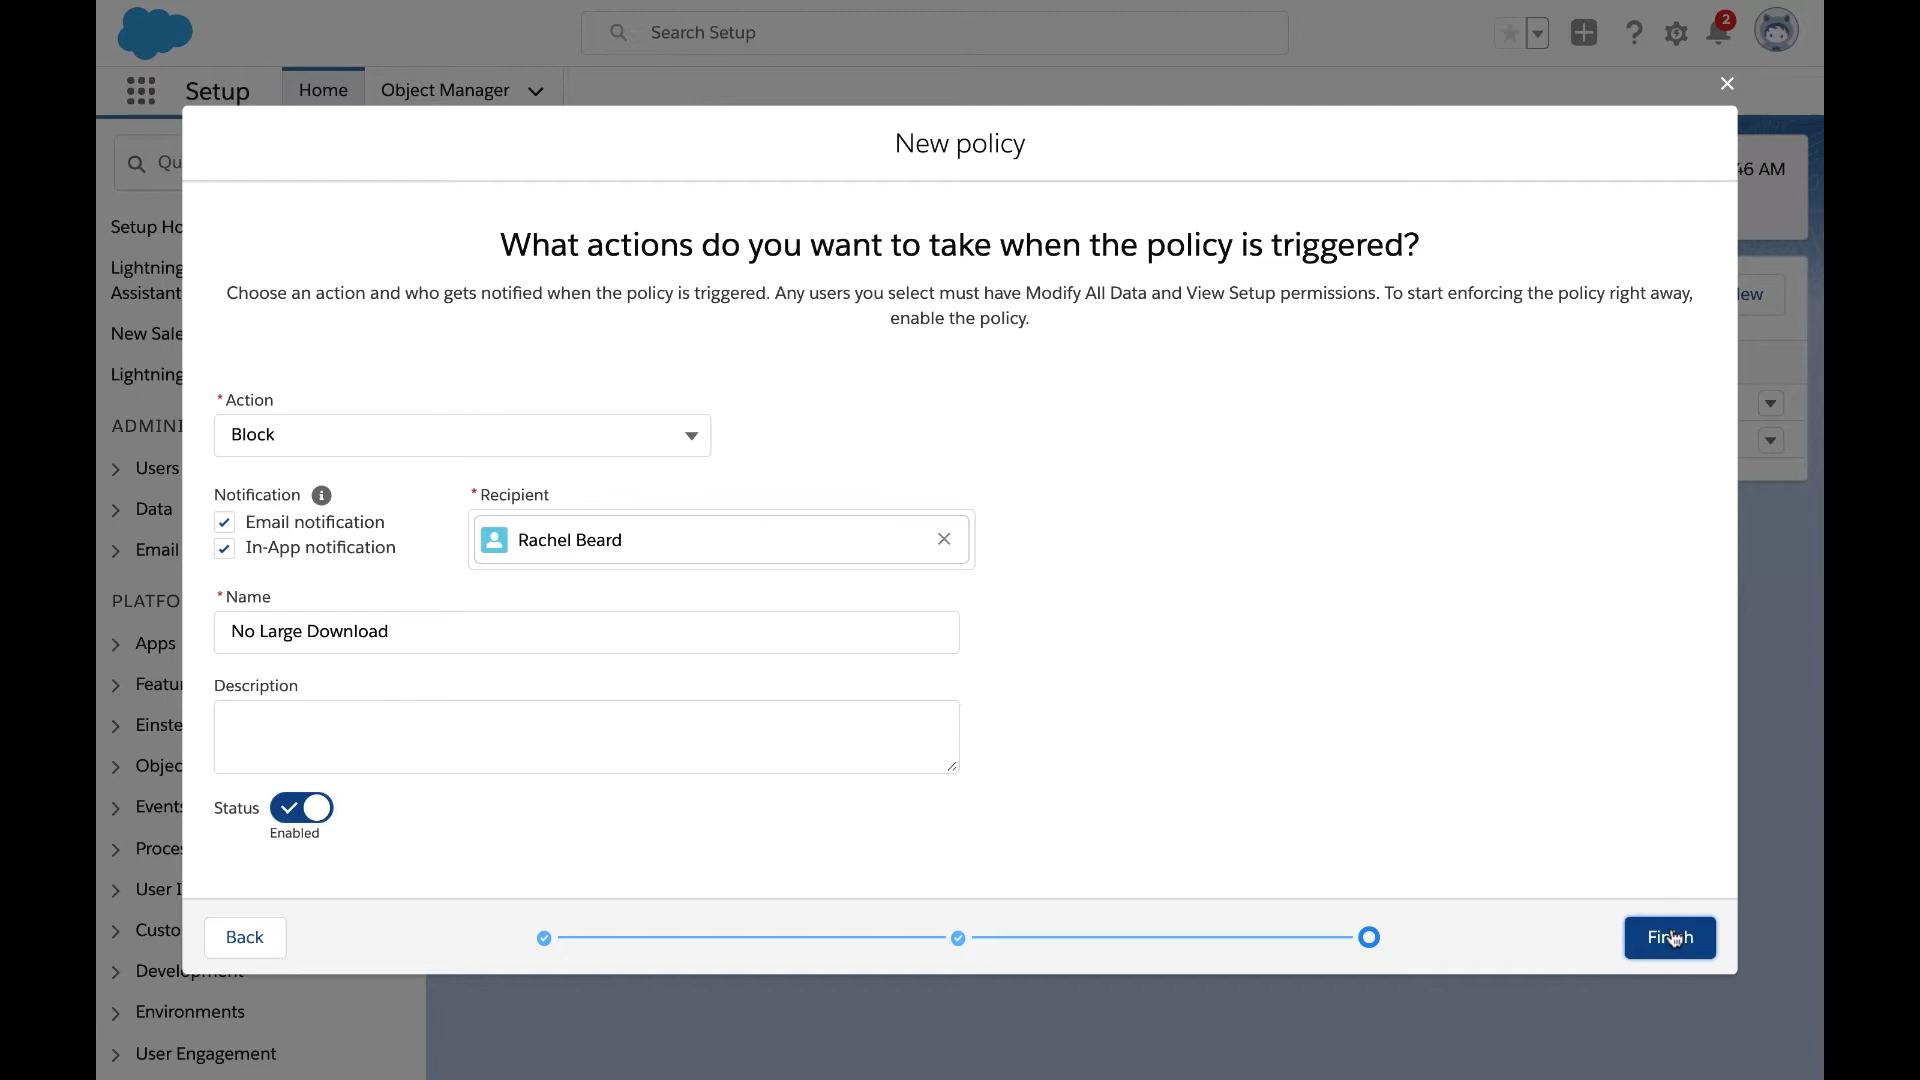 Search Setup
2
Setup
Home
Object Manager
New policy
46 AM
What actions do you want to take when the policy is triggered?
Choose an action and who gets notified when the policy is triggered. Any users you select must have Modify All Data and View Setup permissions. To start enforcing the policy right away,
enable the policy.
*Action
Block
Notification
Email notification
In-App notification
*Recipient
Rachel Beard
*Name
No Large Download
Description
Status
Enabled
Back
Finish
Setup Ho
Lightning
Assistant
New Sale
Lightning
ADMINI
Users
Data
Email
PLATFO
Apps
Featur
Einste
Objec
Events
Proces
User I
Custo
Development
Environments
User Engagement